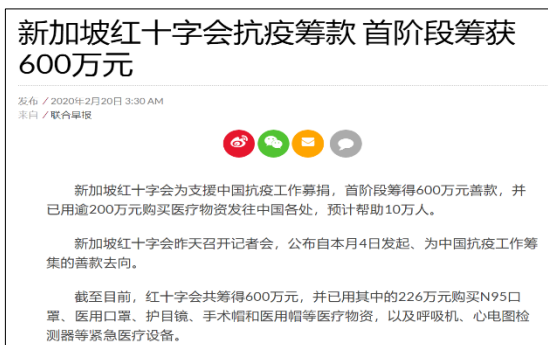 新加坡红十字会抗疫筹款 首阶段筹获
600万元
发布 / 2020年2月20日 3:30 AM
来自 / 联合早报
新加坡红十字会为支援中国抗疫工作募捐，首阶段筹得600万元善款，并
已用逾200万元购买医疗物资发往中国各处，预计帮助10万人。
新加坡红十字会昨天召开记者会，公布自本月4日发起、为中国抗疫工作筹
集的善款去向。
截至目前，红十字会共筹得600万元，并已用其中的226万元购买N95口
罩、医用口罩、护目镜、手术帽和医用帽等医疗物资，以及呼吸机、心电图检
测器等紧急医疗设备。